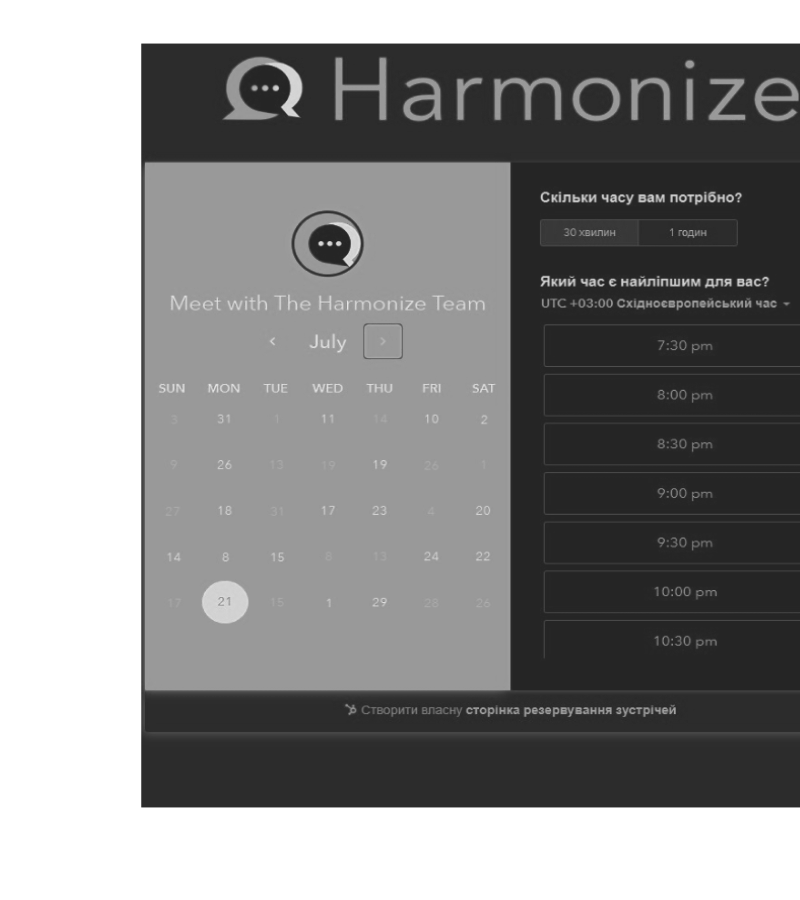 Harmonize
Meet with The Harmonize Team
July
SUN MON TUE WED THU FRI SAT
3 31 1 11 14 10 2
9 26 13 19 19 26 1
27 18 31 17 23 4 20
14 8 15 8 13 24 22
17 21 15 1 29 28 26
Скільки часу вам потрібно?
30 хвилин 1 годин
Який час є найліпшим для вас?
UTC +03:00 Східноєвропейський час
7:30 pm
8:00 pm
8:30 pm
9:00 pm
9:30 pm
10:00 pm
10:30 pm
Створити власну сторінка резервування зустрічей